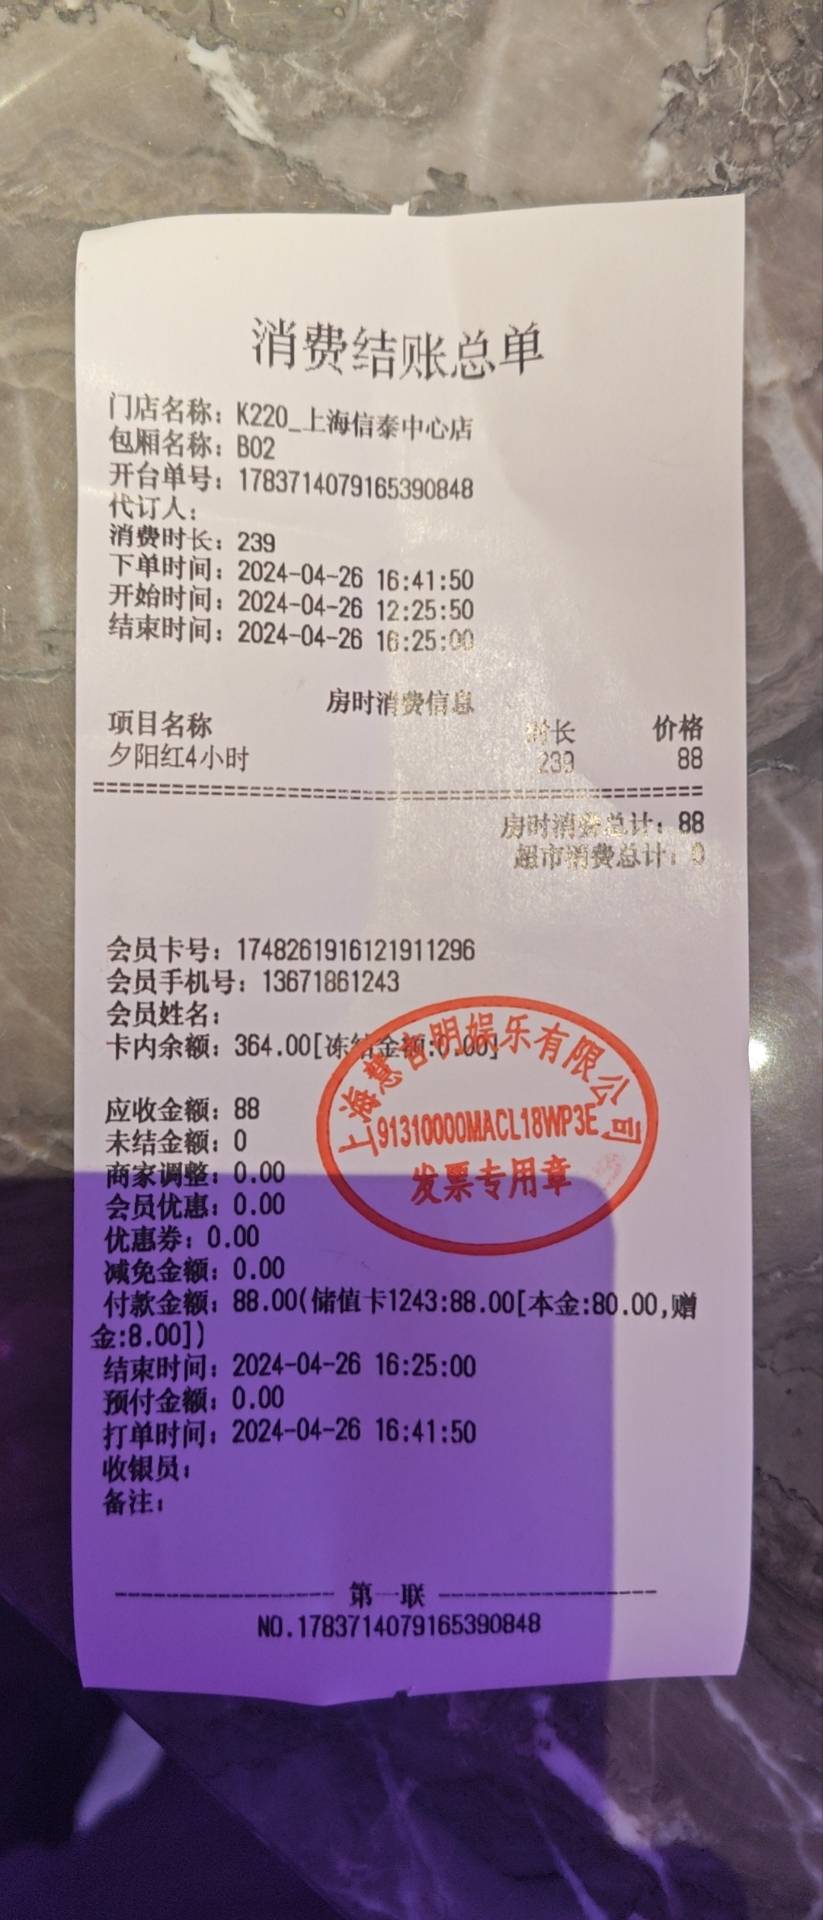 消费结账总单
门店名称：K220_上海信泰中心店
包厢名称：B02
开台单号：1783714079165390848
代订人：
消费时长：239
下单时间：2024-04-26 16:41:50
开始时间：2024-04-26 12:25:50
结束时间：2024-04-26 16:25:00
房时消费信息
项目名称 时长 价格
夕阳红4小时 239 88
房时消费总计：88
超市消费总计：0
会员卡号：1748261916121911296
会员手机号：13671861243
会员姓名：
卡内余额：364.00[冻结金额:0.00]
上海慧言明娱乐有限公司
91310000MACL18WP3E
发票专用章
应收金额：88
未结金额：0
商家调整：0.00
会员优惠：0.00
优惠券：0.00
减免金额：0.00
付款金额：88.00(储值卡1243:88.00[本金:80.00,赠
金:8.00])
结束时间：2024-04-26 16:25:00
预付金额：0.00
打单时间：2024-04-26 16:41:50
收银员：
备注：
第一联
NO.1783714079165390848